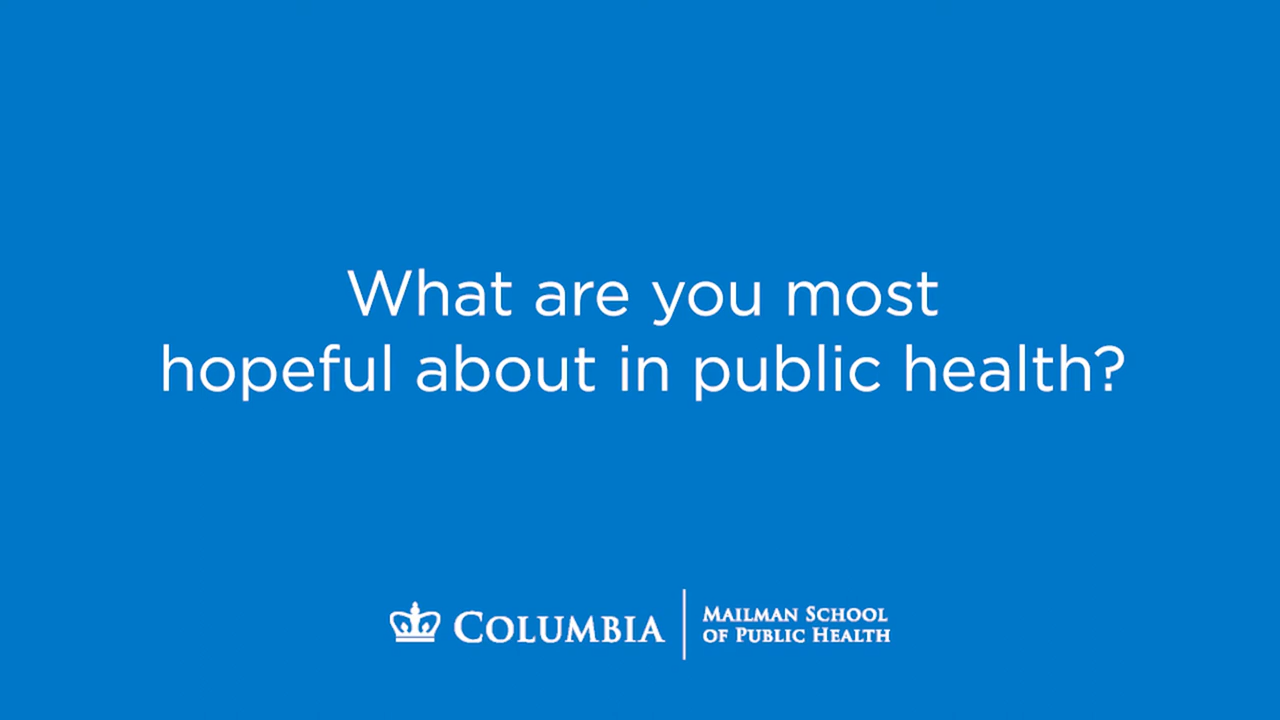 What are you most
hopeful about in public health?
COLUMBIA
MAILMAN SCHOOL
OF PUBLIC HEALTH